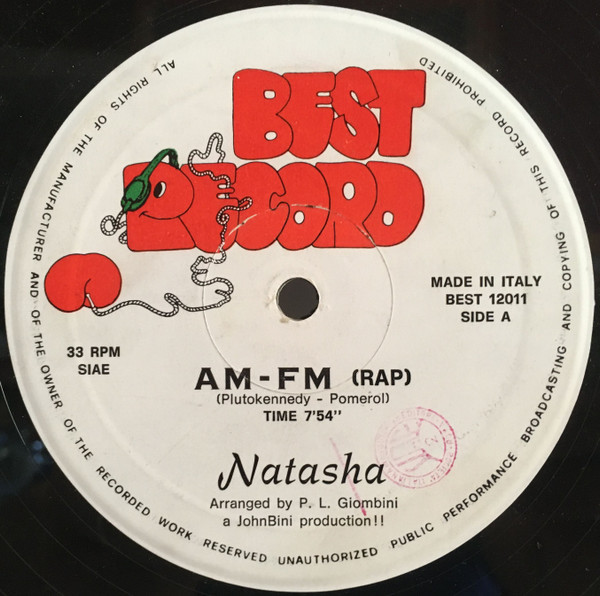 BEST
RECORD
MADE IN ITALY
BEST 12011
SIDE A
33 RPM
SIAE
AM-FM (RAP)
(Plutokennedy - Pomerol)
TIME 7'54"
Natasha
Arranged by P. L. Giombini
a JohnBini production!!
ALL RIGHTS OF THE MANUFACTURER AND OF THE OWNER OF THE RECORDED WORK RESERVED UNAUTHORIZED PUBLIC PERFORMANCE BROADCASTING AND COPYING OF THIS RECORD PROHIBITED